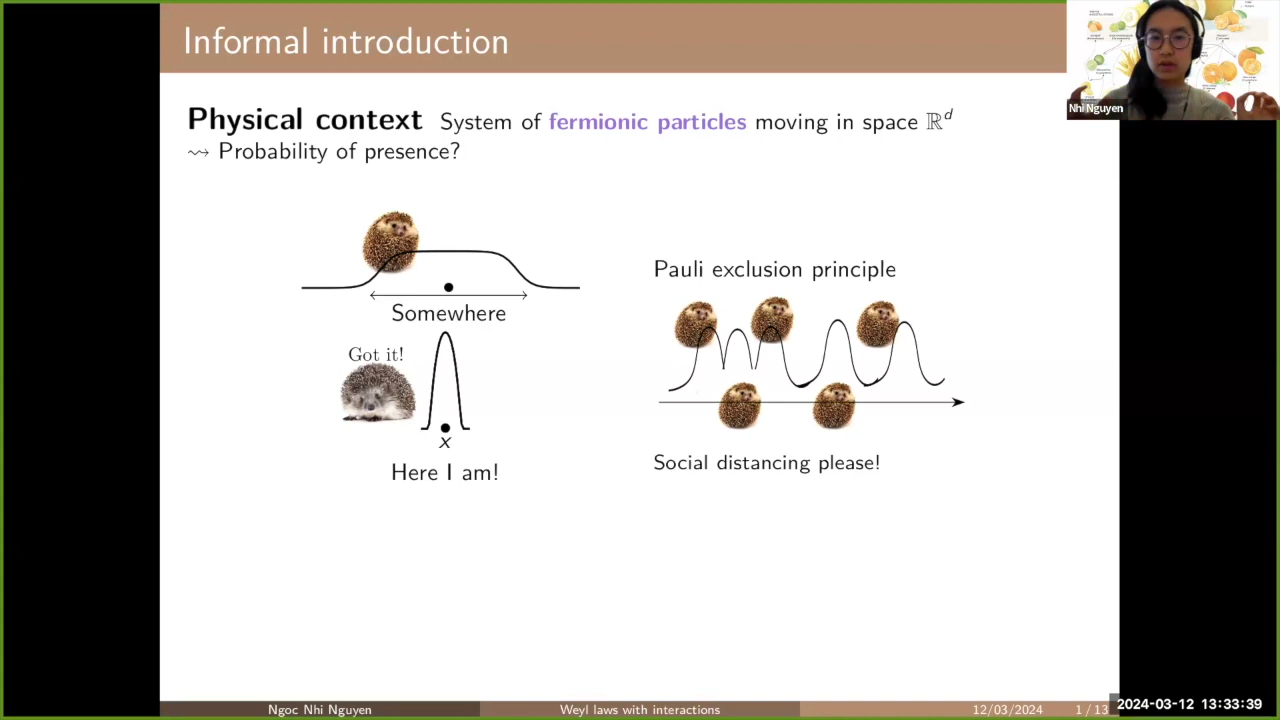 Informal introduction
Nhi Nguyen
Physical context System of fermionic particles moving in space ℝᵈ
⇝ Probability of presence?
Somewhere
Got it!
x
Here I am!
Pauli exclusion principle
Social distancing please!
Ngoc Nhi Nguyen
Weyl laws with interactions
12/03/2024
1 / 13
2024-03-12 13:33:39